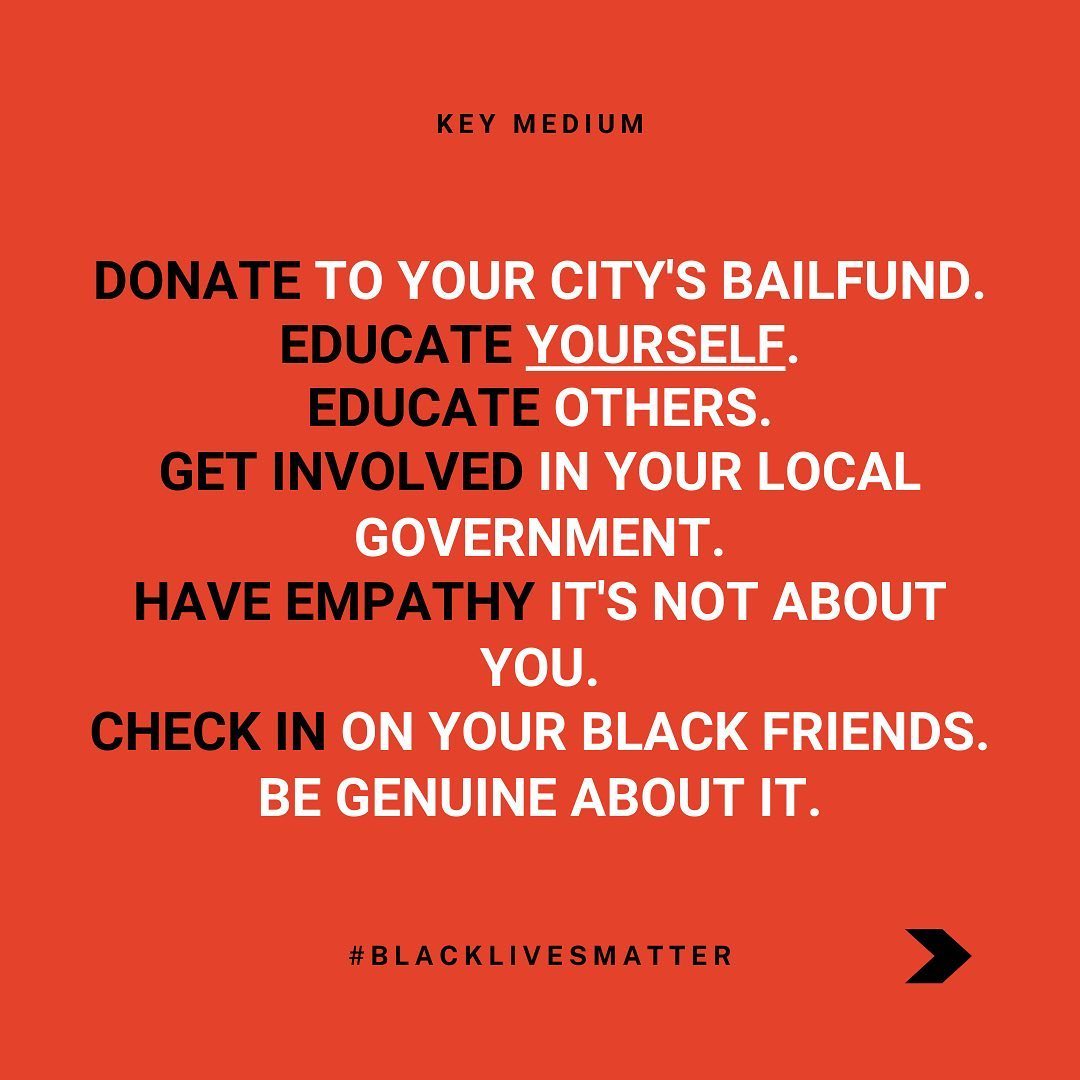 KEY MEDIUM
DONATE TO YOUR CITY'S BAILFUND.
EDUCATE YOURSELF.
EDUCATE OTHERS.
GET INVOLVED IN YOUR LOCAL
GOVERNMENT.
HAVE EMPATHY IT'S NOT ABOUT
YOU.
CHECK IN ON YOUR BLACK FRIENDS.
BE GENUINE ABOUT IT.
#BLACKLIVESMATTER